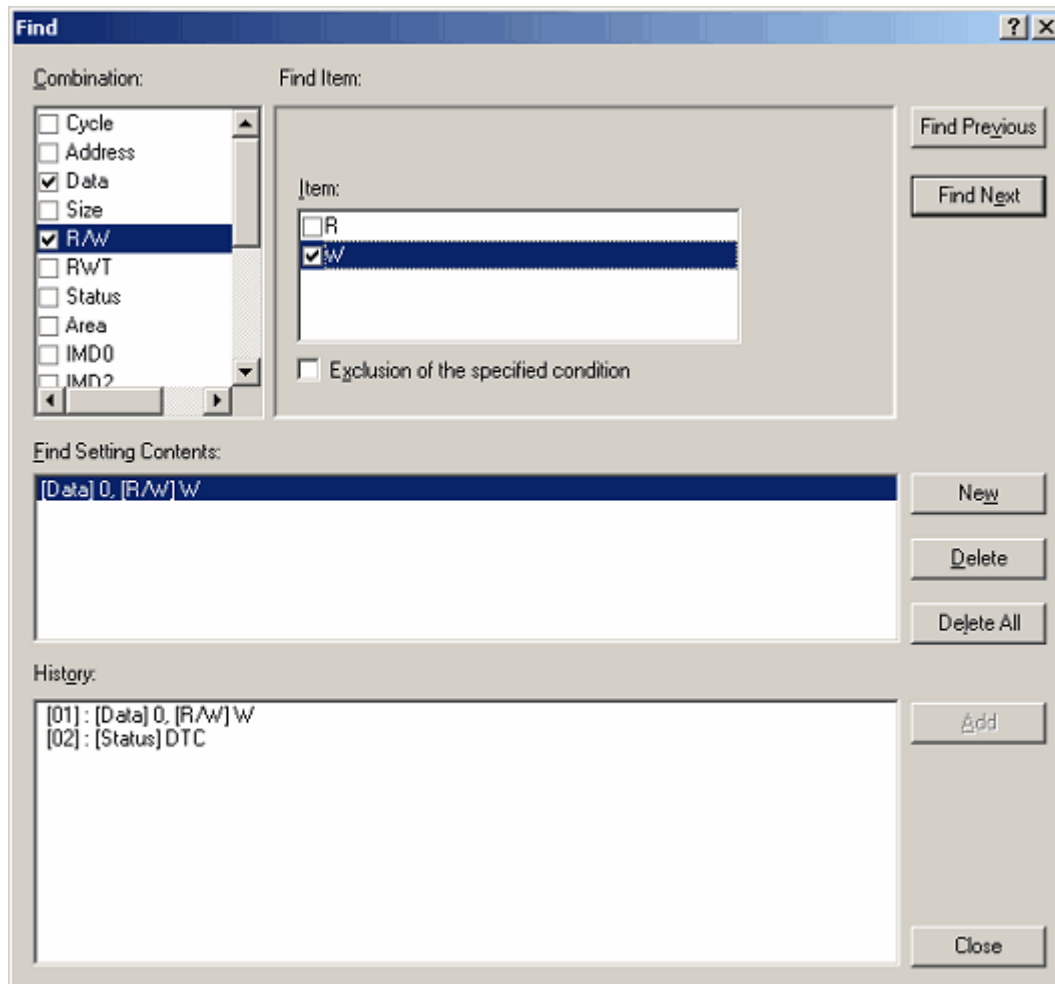 Find
Combination:
Find Item:
Cycle
Address
Data
Size
R/W
RWT
Status
Area
IMD0
IMD2
Item:
R
W
Exclusion of the specified condition
Find Previous
Find Next
Find Setting Contents:
[Data] 0, [R/W] W
New
Delete
Delete All
History:
[01] : [Data] 0, [R/W] W
[02] : [Status] DTC
Add
Close